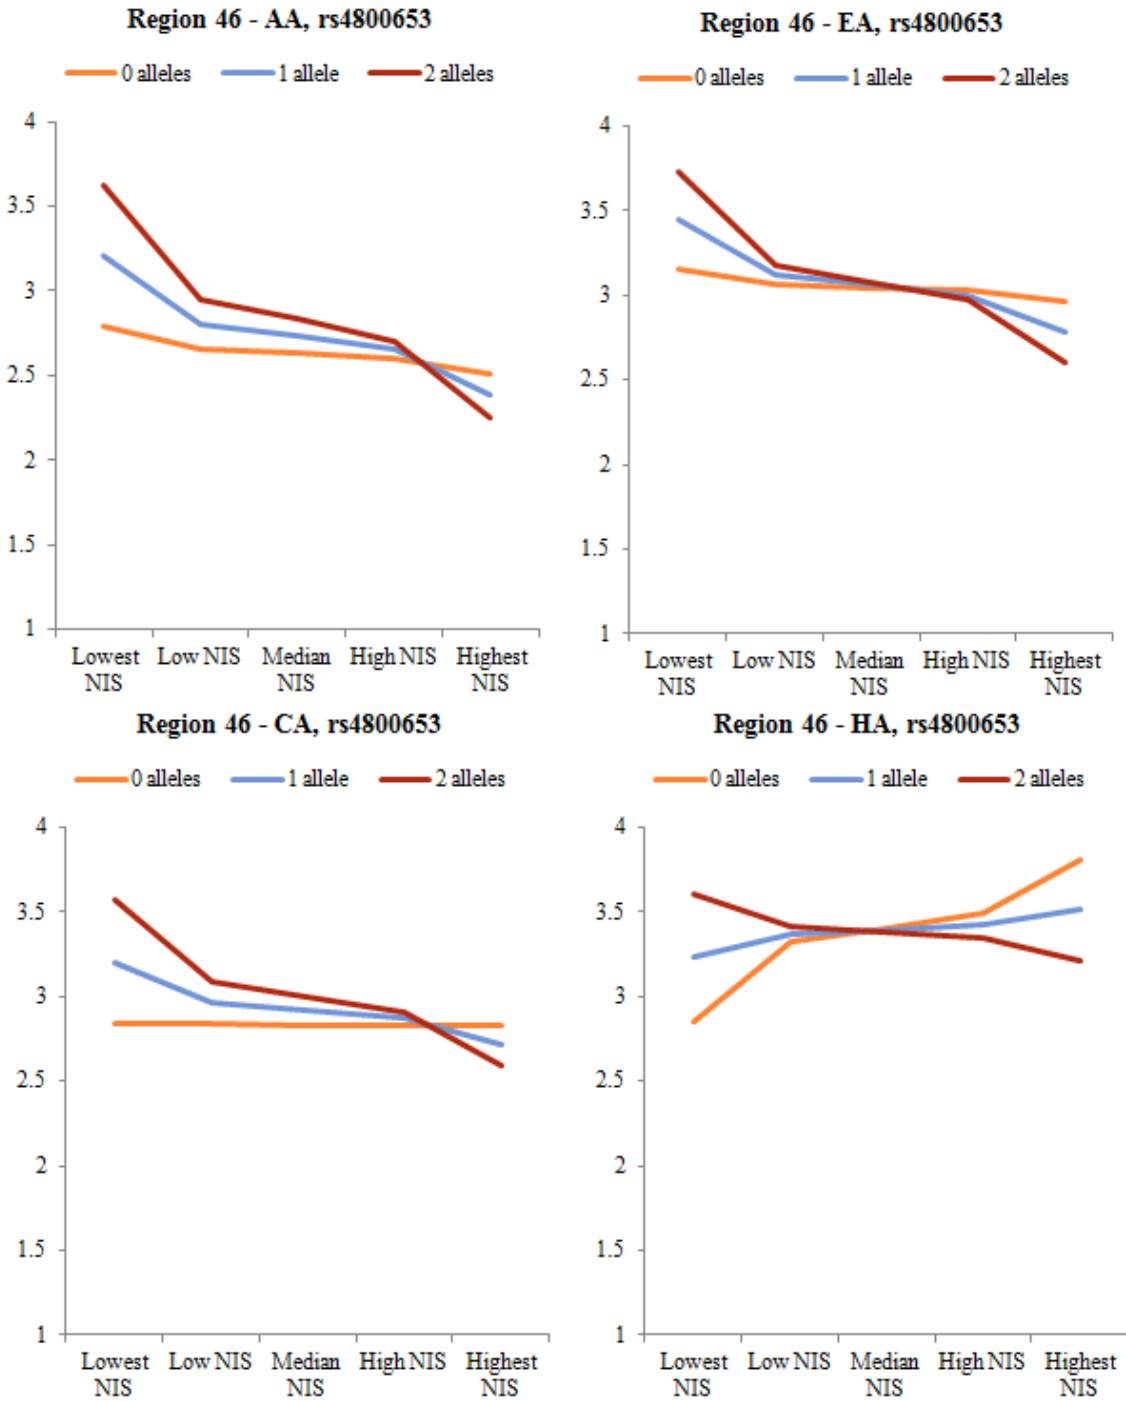 Region 46 - AA, rs4800653
0 alleles 1 allele 2 alleles
4
3.5
3
2.5
2
1.5
1
Lowest NIS Low NIS Median NIS High NIS Highest NIS
Region 46 - EA, rs4800653
0 alleles 1 allele 2 alleles
4
3.5
3
2.5
2
1.5
1
Lowest NIS Low NIS Median NIS High NIS Highest NIS
Region 46 - CA, rs4800653
0 alleles 1 allele 2 alleles
4
3.5
3
2.5
2
1.5
1
Lowest NIS Low NIS Median NIS High NIS Highest NIS
Region 46 - HA, rs4800653
0 alleles 1 allele 2 alleles
4
3.5
3
2.5
2
1.5
1
Lowest NIS Low NIS Median NIS High NIS Highest NIS